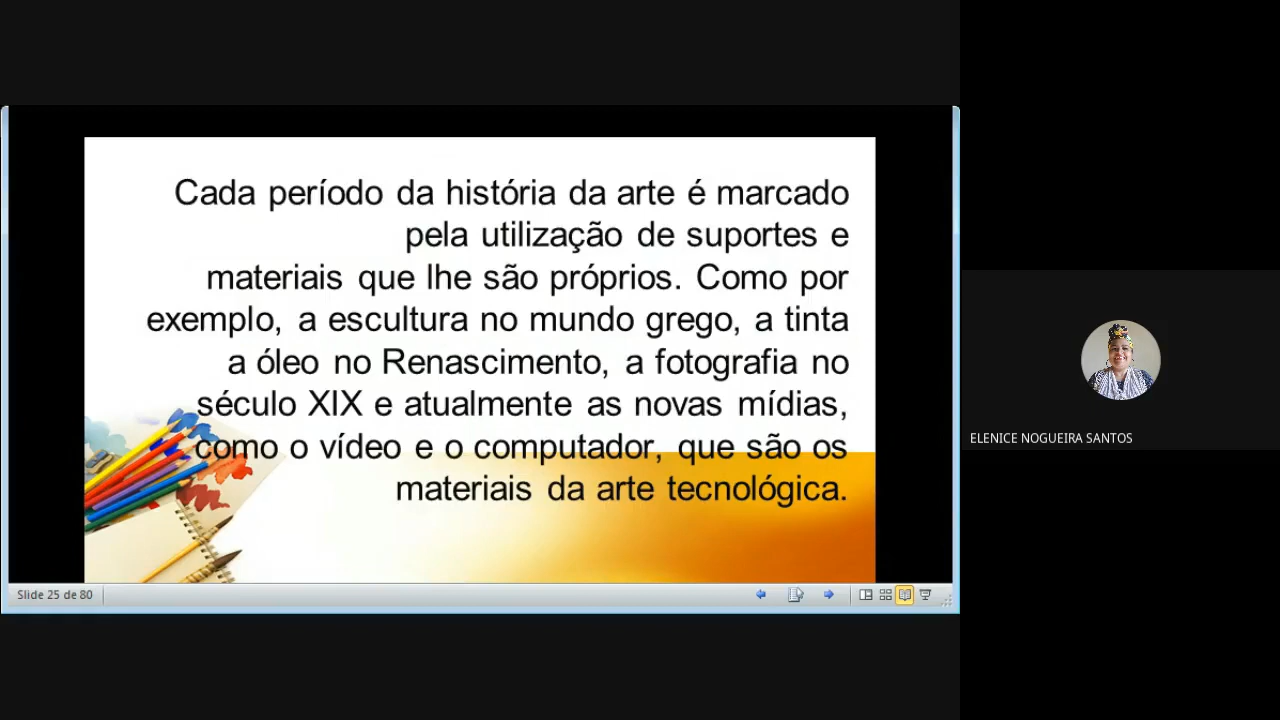 Cada período da história da arte é marcado
pela utilização de suportes e
materiais que lhe são próprios. Como por
exemplo, a escultura no mundo grego, a tinta
a óleo no Renascimento, a fotografia no
século XIX e atualmente as novas mídias,
como o vídeo e o computador, que são os
materiais da arte tecnológica.
ELENICE NOGUEIRA SANTOS
Slide 25 de 80